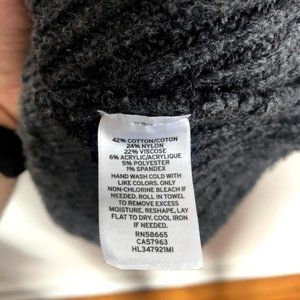 42% COTTON/COTON
24% NYLON
22% VISCOSE
6% ACRYLIC/ACRYLIQUE
5% POLYESTER
1% SPANDEX
HAND WASH COLD WITH
LIKE COLORS. ONLY
NON-CHLORINE BLEACH IF
NEEDED. ROLL IN TOWEL
TO REMOVE EXCESS
MOISTURE. RESHAPE, LAY
FLAT TO DRY. COOL IRON
IF NEEDED.
RN58665
CA57963
HL347921MI